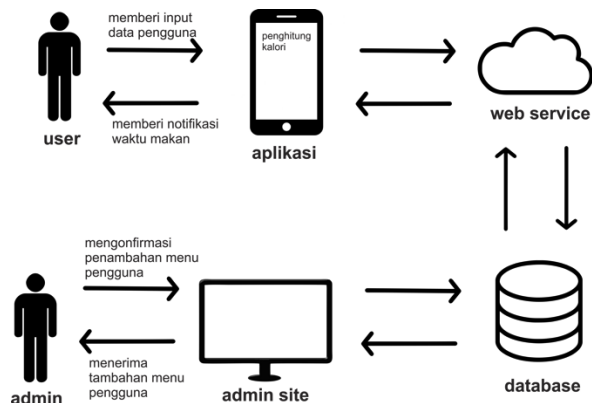 memberi input
data pengguna
penghitung
kalori
memberi notifikasi
waktu makan
user
aplikasi
web service
mengonfirmasi
penambahan menu
pengguna
menerima
tambahan menu
pengguna
admin
admin site
database